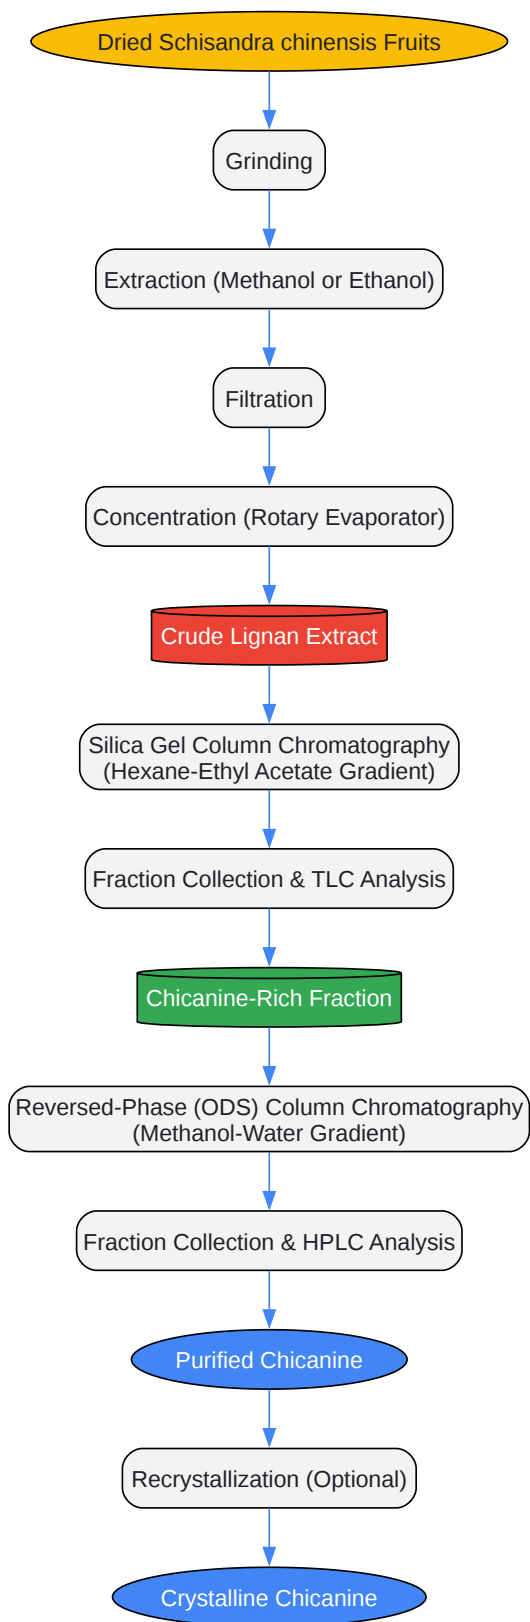 Dried Schisandra chinensis Fruits
Grinding
Extraction (Methanol or Ethanol)
Filtration
Concentration (Rotary Evaporator)
Crude Lignan Extract
Silica Gel Column Chromatography
(Hexane-Ethyl Acetate Gradient)
Fraction Collection & TLC Analysis
Chicanine-Rich Fraction
Reversed-Phase (ODS) Column Chromatography
(Methanol-Water Gradient)
Fraction Collection & HPLC Analysis
Purified Chicanine
Recrystallization (Optional)
Crystalline Chicanine